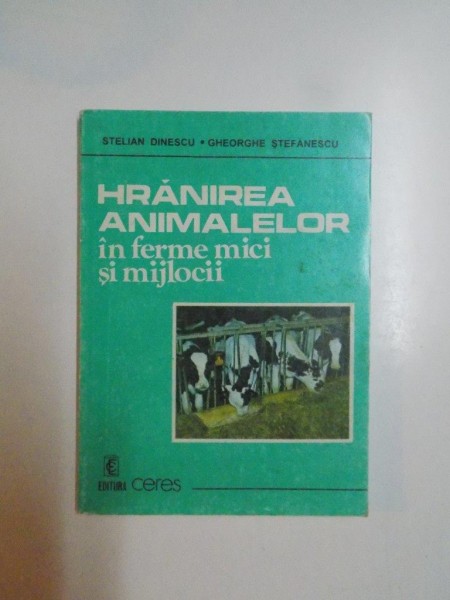 STELIAN DINESCU • GHEORGHE ȘTEFĂNESCU
HRĂNIREA
ANIMALELOR
în ferme mici
și mijlocii
EDITURA ceres